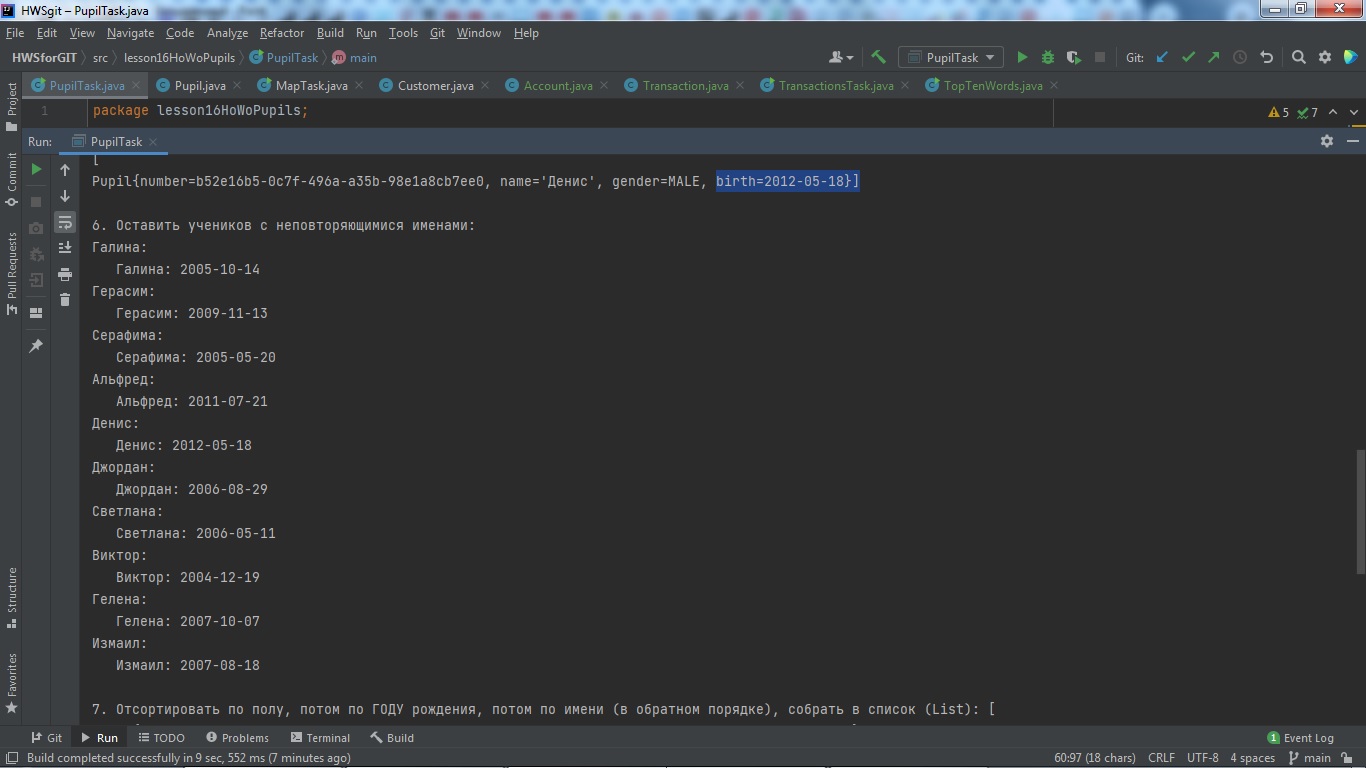 HWSgit – PupilTask.java
File Edit View Navigate Code Analyze Refactor Build Run Tools Git Window Help
HWSforGIT src lesson16HoWoPupils PupilTask main
PupilTask
Git:
PupilTask.java Pupil.java MapTask.java Customer.java Account.java Transaction.java TransactionsTask.java TopTenWords.java
1 package lesson16HoWoPupils;
5 7
Run: PupilTask
[
Pupil{number=b52e16b5-0c7f-496a-a35b-98e1a8cb7ee0, name='Денис', gender=MALE, birth=2012-05-18}]
6. Оставить учеников с неповторяющимися именами:
Галина:
Галина: 2005-10-14
Герасим:
Герасим: 2009-11-13
Серафима:
Серафима: 2005-05-20
Альфред:
Альфред: 2011-07-21
Денис:
Денис: 2012-05-18
Джордан:
Джордан: 2006-08-29
Светлана:
Светлана: 2006-05-11
Виктор:
Виктор: 2004-12-19
Гелена:
Гелена: 2007-10-07
Измаил:
Измаил: 2007-08-18
7. Отсортировать по полу, потом по ГОДУ рождения, потом по имени (в обратном порядке), собрать в список (List): [
Project
Commit
Pull Requests
Structure
Favorites
Git Run TODO Problems Terminal Build
1 Event Log
Build completed successfully in 9 sec, 552 ms (7 minutes ago)
60:97 (18 chars) CRLF UTF-8 4 spaces main